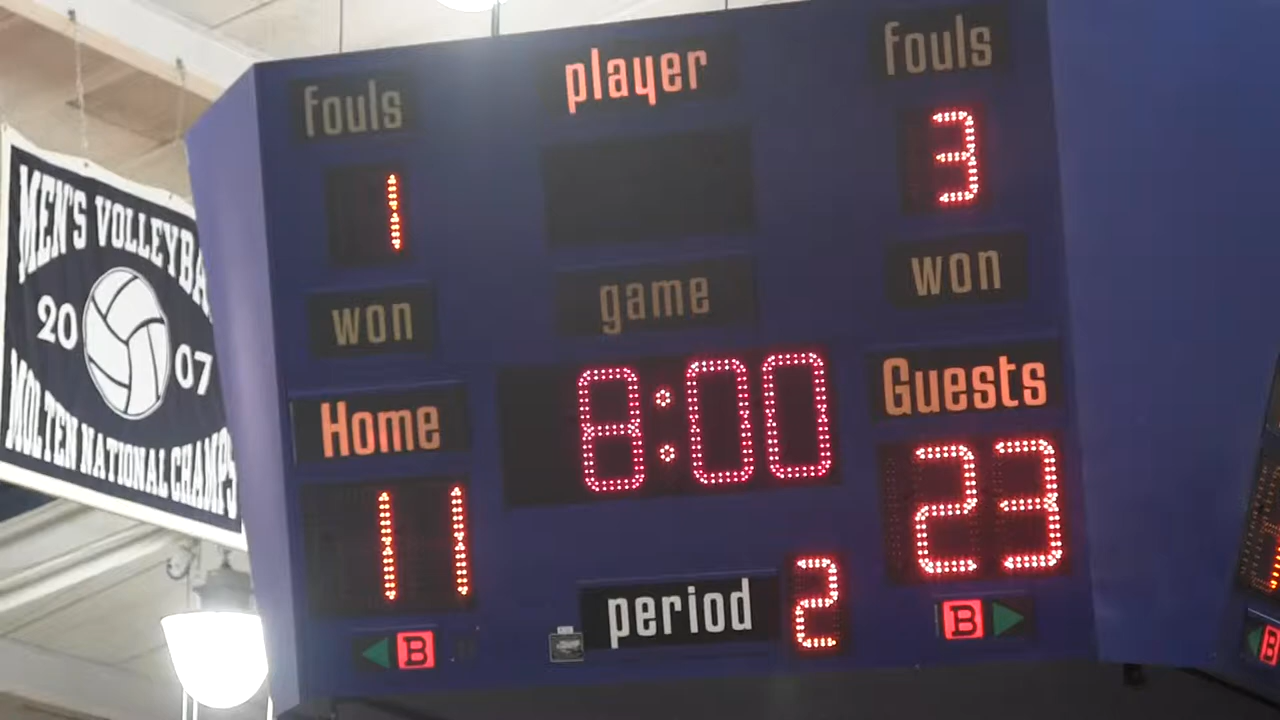 MEN'S VOLLEYBA
20 07
MOLTEN NATIONAL CHAMPS
fouls
1
won
Home
11
B
player
game
8:00
period 2
fouls
3
won
Guests
23
B
B